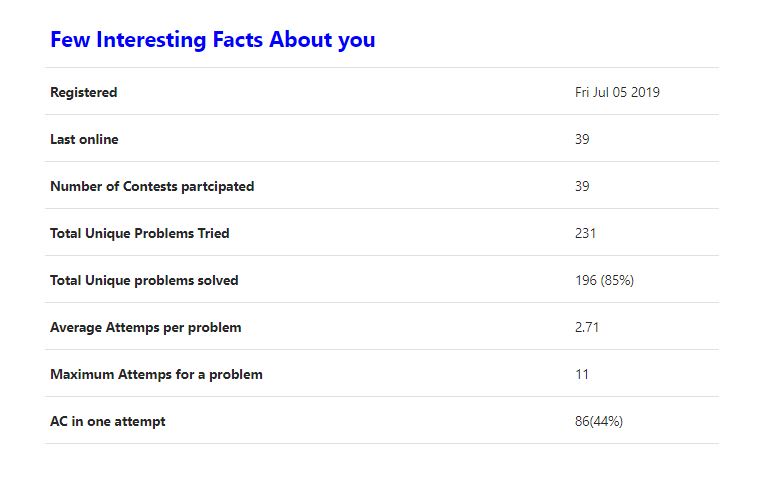 Few Interesting Facts About you
Registered Fri Jul 05 2019
Last online 39
Number of Contests partcipated 39
Total Unique Problems Tried 231
Total Unique problems solved 196 (85%)
Average Attemps per problem 2.71
Maximum Attemps for a problem 11
AC in one attempt 86(44%)